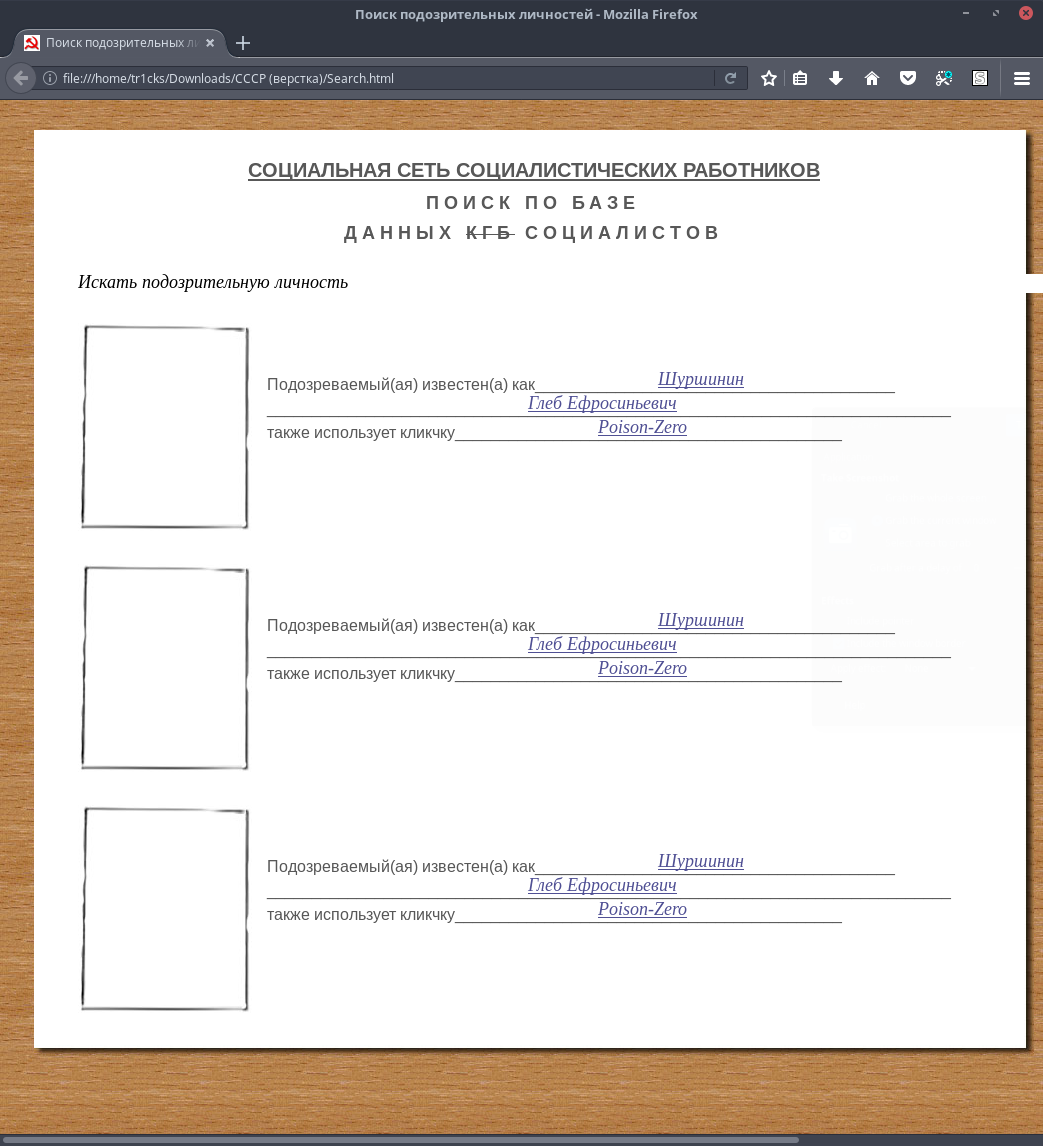 Поиск подозрительных личностей - Mozilla Firefox
Поиск подозрительных ли
file:///home/tr1cks/Downloads/СССР (верстка)/Search.html
СОЦИАЛЬНАЯ СЕТЬ СОЦИАЛИСТИЧЕСКИХ РАБОТНИКОВ
ПОИСК ПО БАЗЕ
ДАННЫХ КГБ СОЦИАЛИСТОВ
Искать подозрительную личность
Подозреваемый(ая) известен(а) как Шуршинин
Глеб Ефросиньевич
также использует кличку Poison-Zero
Подозреваемый(ая) известен(а) как Шуршинин
Глеб Ефросиньевич
также использует кличку Poison-Zero
Подозреваемый(ая) известен(а) как Шуршинин
Глеб Ефросиньевич
также использует кличку Poison-Zero